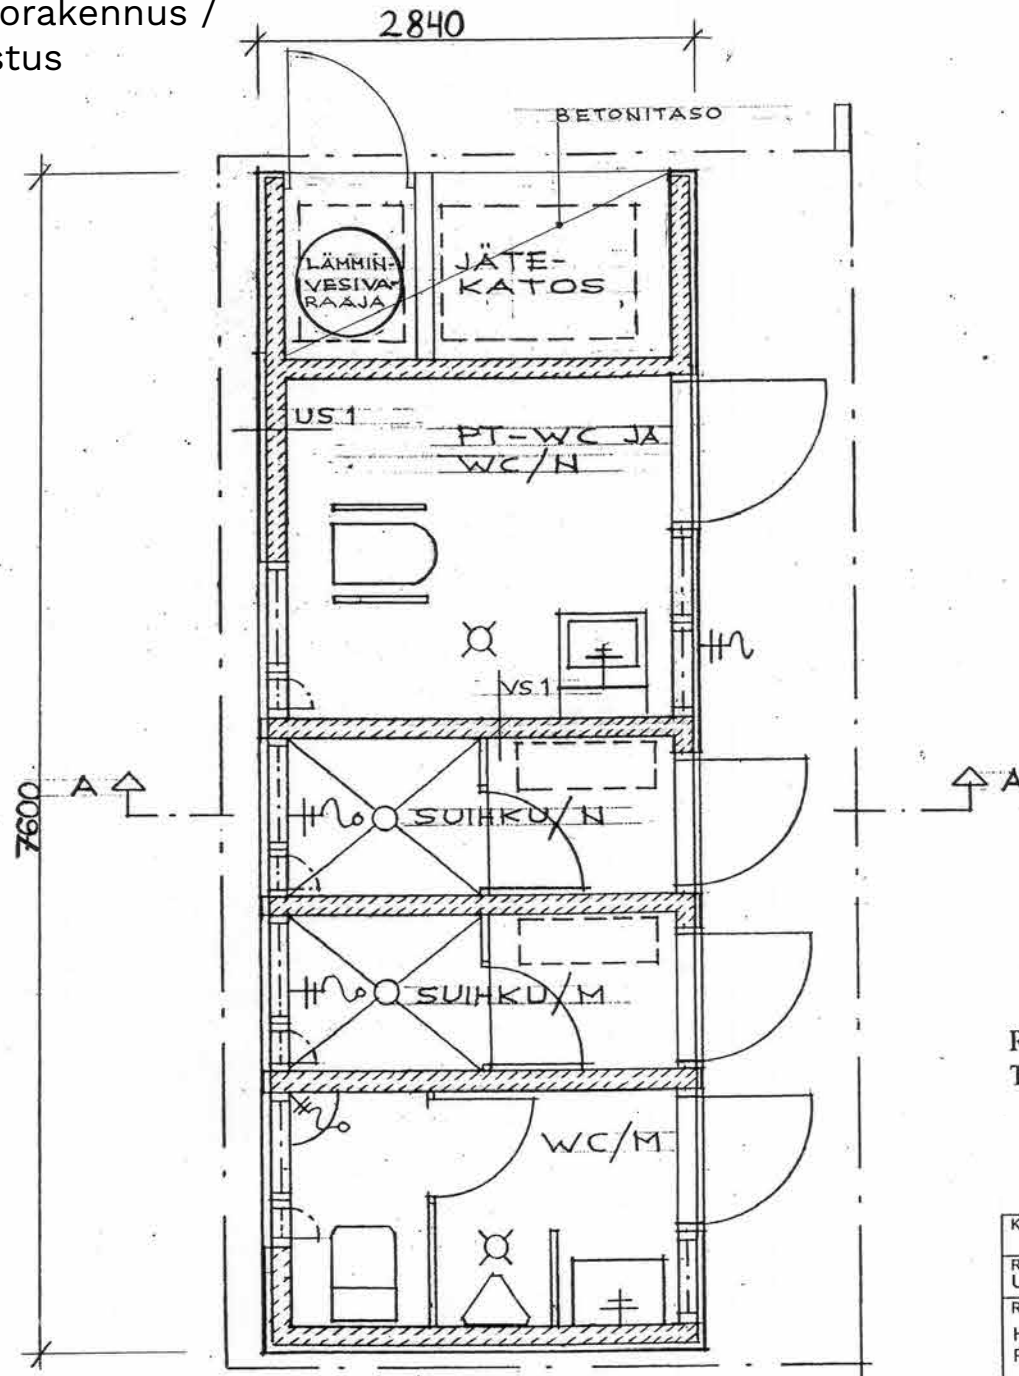 orakennus /
stus
2840
BETONITASO
LÄMMIN-
VESIVA-
RAAJA
JÄTE-
KATOS
US 1
PT-WC JA
WC/N
VS 1
A
A
7600
SUIHKU/N
SUIHKU/M
WC/M